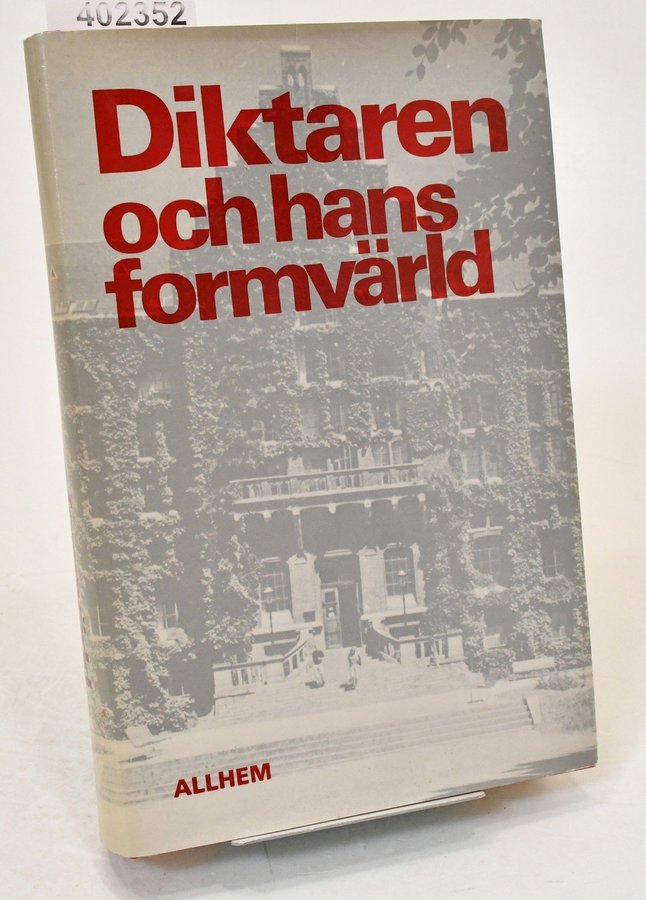 402352
Diktaren
och hans
formvärld
ALLHEM